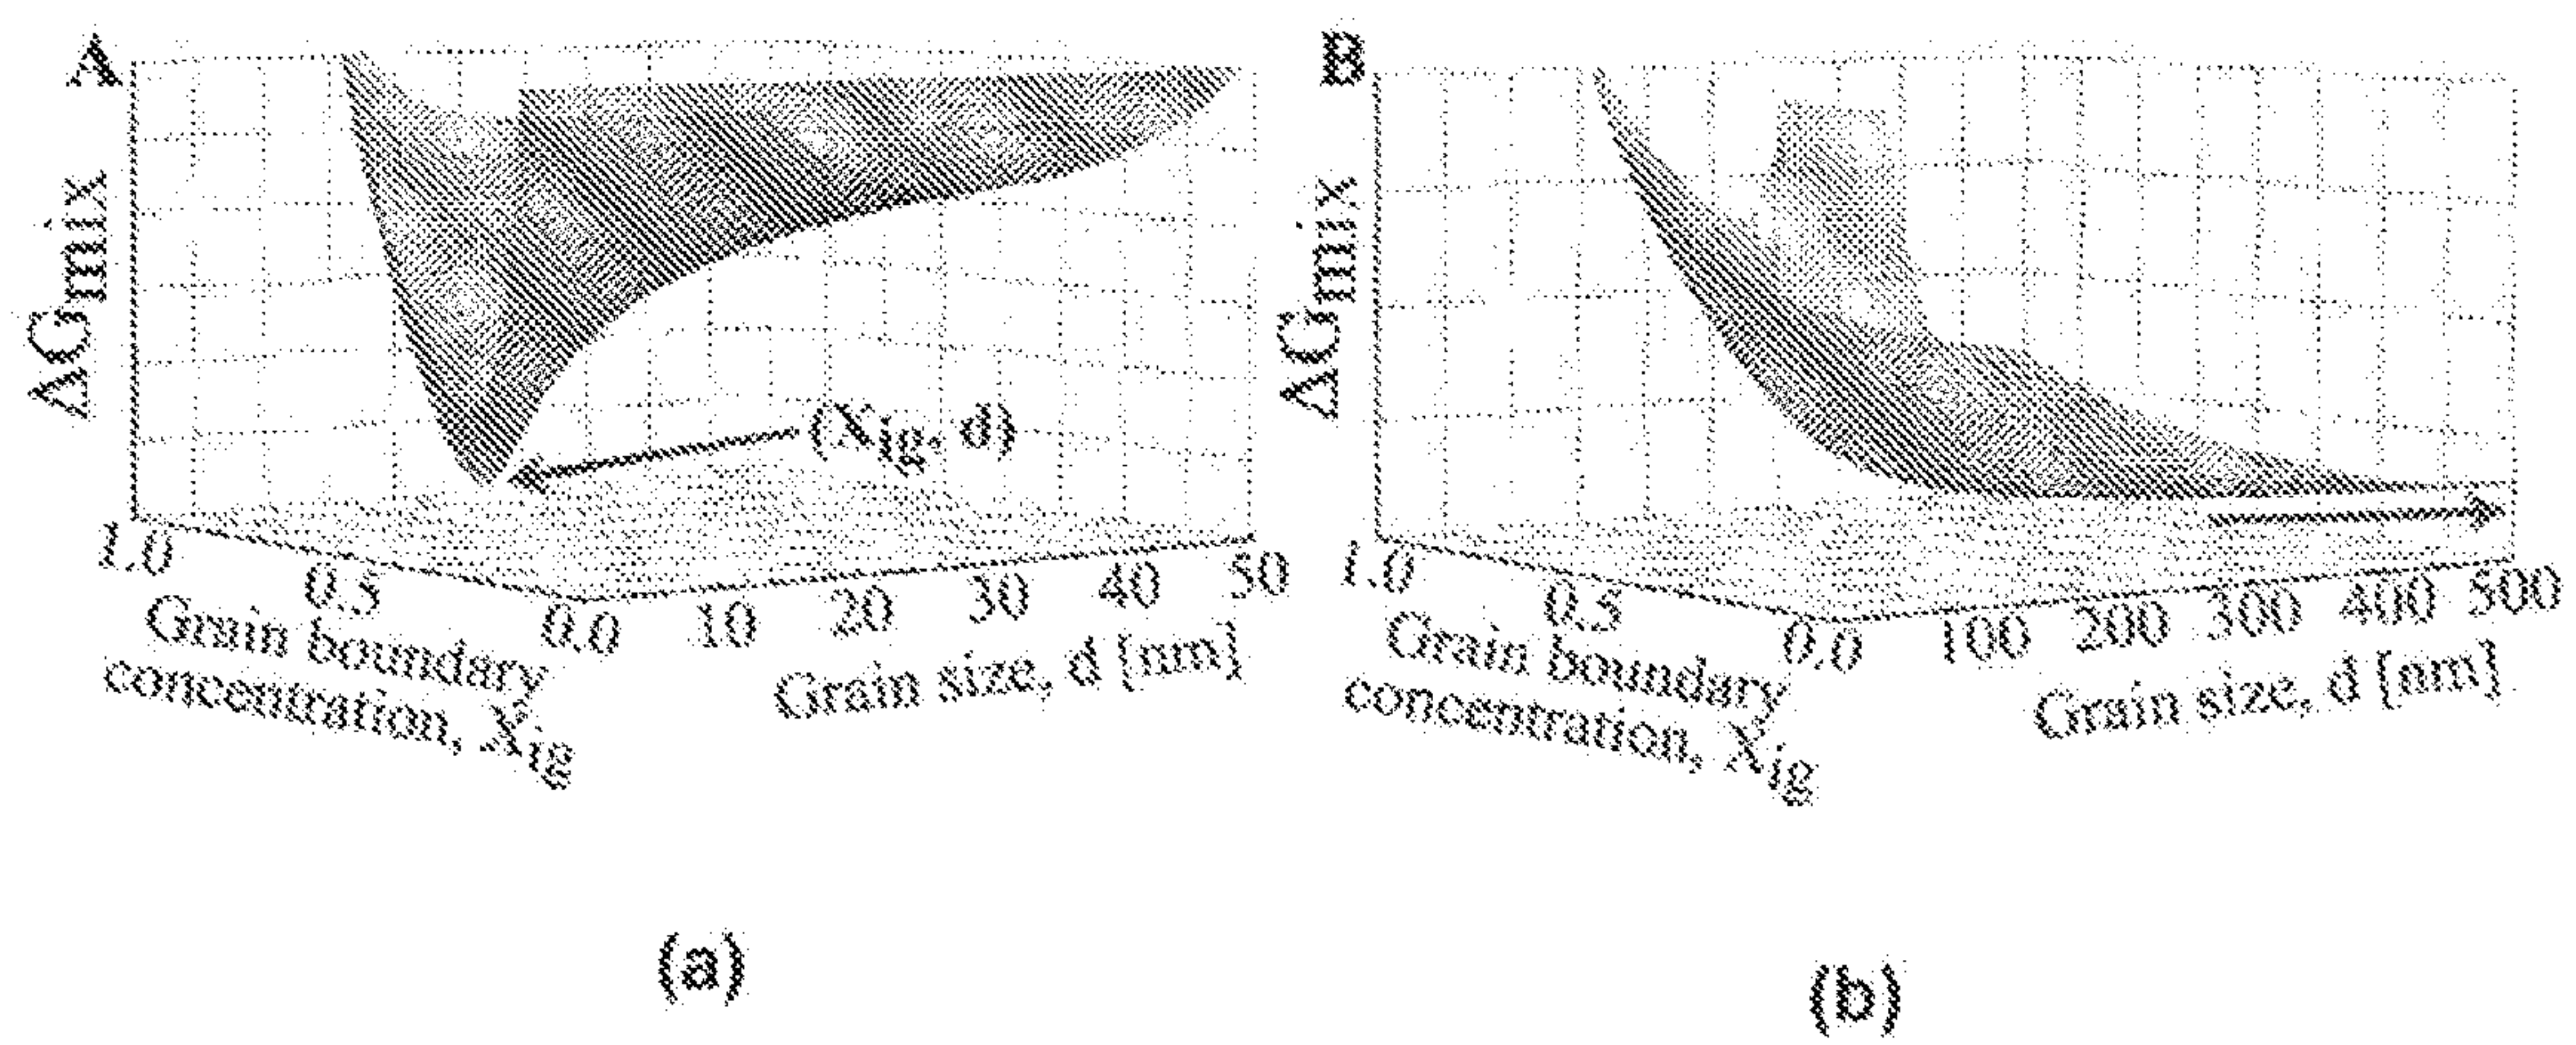 A
ΔGmix
(Xig, d)
1.0
0.5
0.0
10
20
30
40
50
Grain boundary
concentration, Xig
Grain size, d [nm]
(a)
B
ΔGmix
1.0
0.5
0.0
100
200
300
400
500
Grain boundary
concentration, Xig
Grain size, d [nm]
(b)